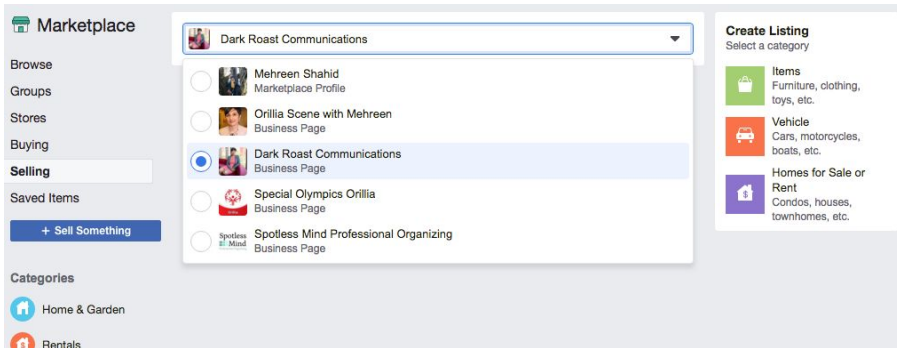 Marketplace
Browse
Groups
Stores
Buying
Selling
Saved Items
+ Sell Something
Categories
Home & Garden
Rentals
Dark Roast Communications
Mehreen Shahid
Marketplace Profile
Orillia Scene with Mehreen
Business Page
Dark Roast Communications
Business Page
Special Olympics Orillia
Business Page
Spotless
Mind
Spotless Mind Professional Organizing
Business Page
Create Listing
Select a category
Items
Furniture, clothing,
toys, etc.
Vehicle
Cars, motorcycles,
boats, etc.
Homes for Sale or
Rent
Condos, houses,
townhomes, etc.